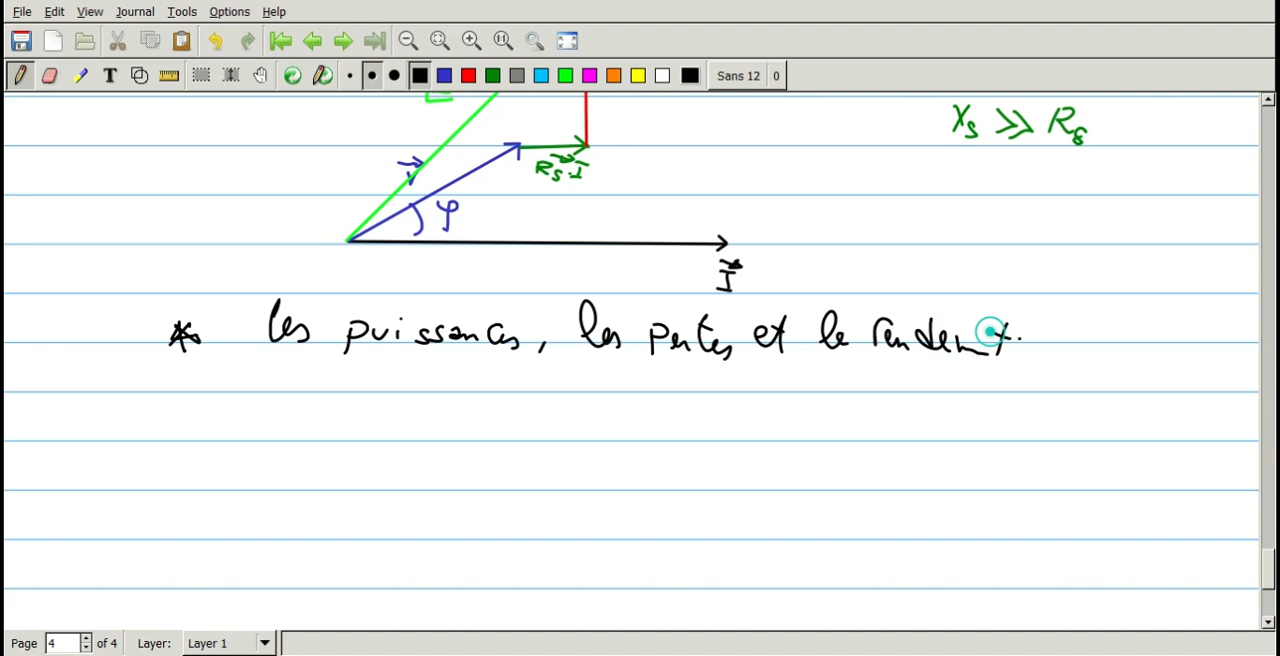 File Edit View Journal Tools Options Help
Sans 12 0
E
Xs >> Rs
V
Rs.I
φ
I
* les puissances, les pertes et le rendemt.
Page 4 of 4 Layer: Layer 1